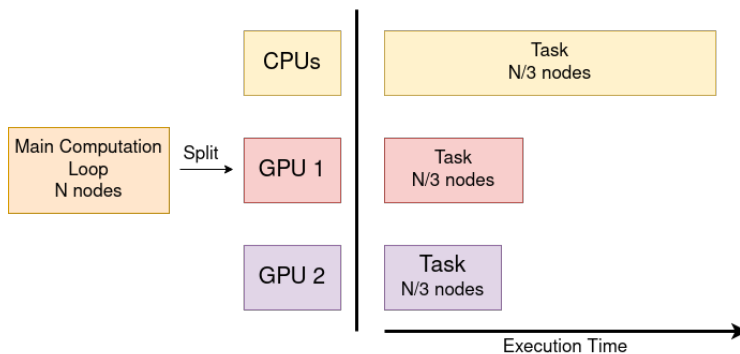 CPUs
Task
N/3 nodes
Main Computation
Loop
N nodes
Split
GPU 1
Task
N/3 nodes
GPU 2
Task
N/3 nodes
Execution Time